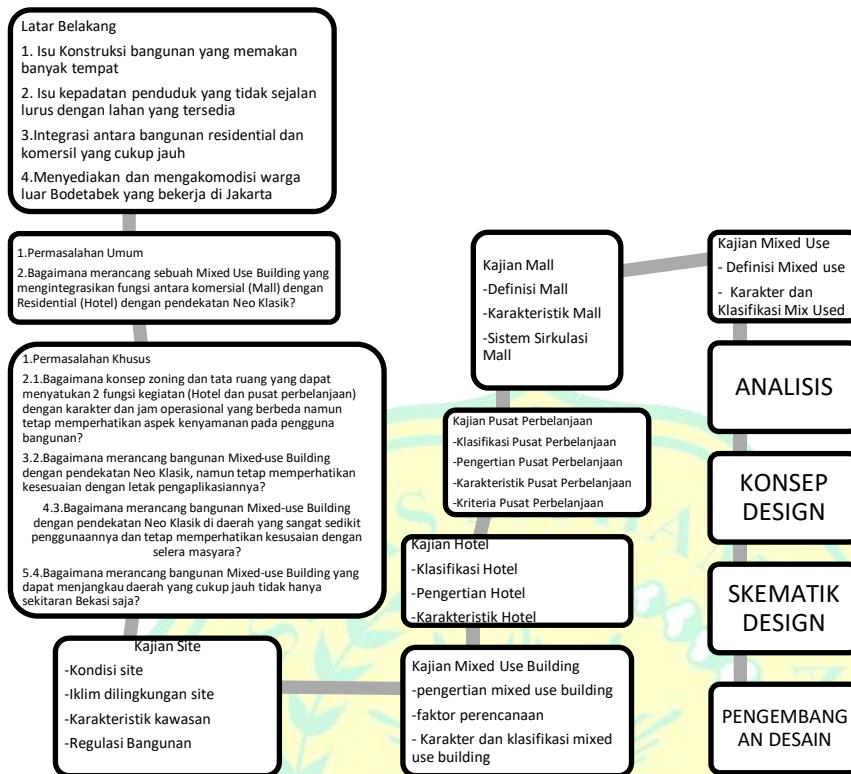 Latar Belakang
1. Isu Konstruksi bangunan yang memakan
banyak tempat
2. Isu kepadatan penduduk yang tidak sejalan
lurus dengan lahan yang tersedia
3.Integrasi antara bangunan residential dan
komersil yang cukup jauh
4.Menyediakan dan mengakomodisi warga
luar Bodetabek yang bekerja di Jakarta
1.Permasalahan Umum
2.Bagaimana merancang sebuah Mixed Use Building yang
mengintegrasikan fungsi antara komersial (Mall) dengan
Residential (Hotel) dengan pendekatan Neo Klasik?
1.Permasalahan Khusus
2.1.Bagaimana konsep zoning dan tata ruang yang dapat
menyatukan 2 fungsi kegiatan (Hotel dan pusat perbelanjaan)
dengan karakter dan jam operasional yang berbeda namun
tetap memperhatikan aspek kenyamanan pada pengguna
bangunan?
3.2.Bagaimana merancang bangunan Mixed-use Building
dengan pendekatan Neo Klasik, namun tetap memperhatikan
kesesuaian dengan letak pengaplikasiannya?
4.3.Bagaimana merancang bangunan Mixed-use Building
dengan pendekatan Neo Klasik di daerah yang sangat sedikit
penggunaannya dan tetap memperhatikan kesusaian dengan
selera masyara?
5.4.Bagaimana merancang bangunan Mixed-use Building yang
dapat menjangkau daerah yang cukup jauh tidak hanya
sekitaran Bekasi saja?
Kajian Site
-Kondisi site
-Iklim dilingkungan site
-Karakteristik kawasan
-Regulasi Bangunan
Kajian Mixed Use Building
-pengertian mixed use building
-faktor perencanaan
- Karakter dan klasifikasi mixed
use building
Kajian Hotel
-Klasifikasi Hotel
-Pengertian Hotel
-Karakteristik Hotel
Kajian Pusat Perbelanjaan
-Klasifikasi Pusat Perbelanjaan
-Pengertian Pusat Perbelanjaan
-Karakteristik Pusat Perbelanjaan
-Kriteria Pusat Perbelanjaan
Kajian Mall
-Definisi Mall
-Karakteristik Mall
-Sistem Sirkulasi
Mall
Kajian Mixed Use
- Definisi Mixed use
- Karakter dan
Klasifikasi Mix Used
ANALISIS
KONSEP
DESIGN
SKEMATIK
DESIGN
PENGEMBANG
AN DESAIN